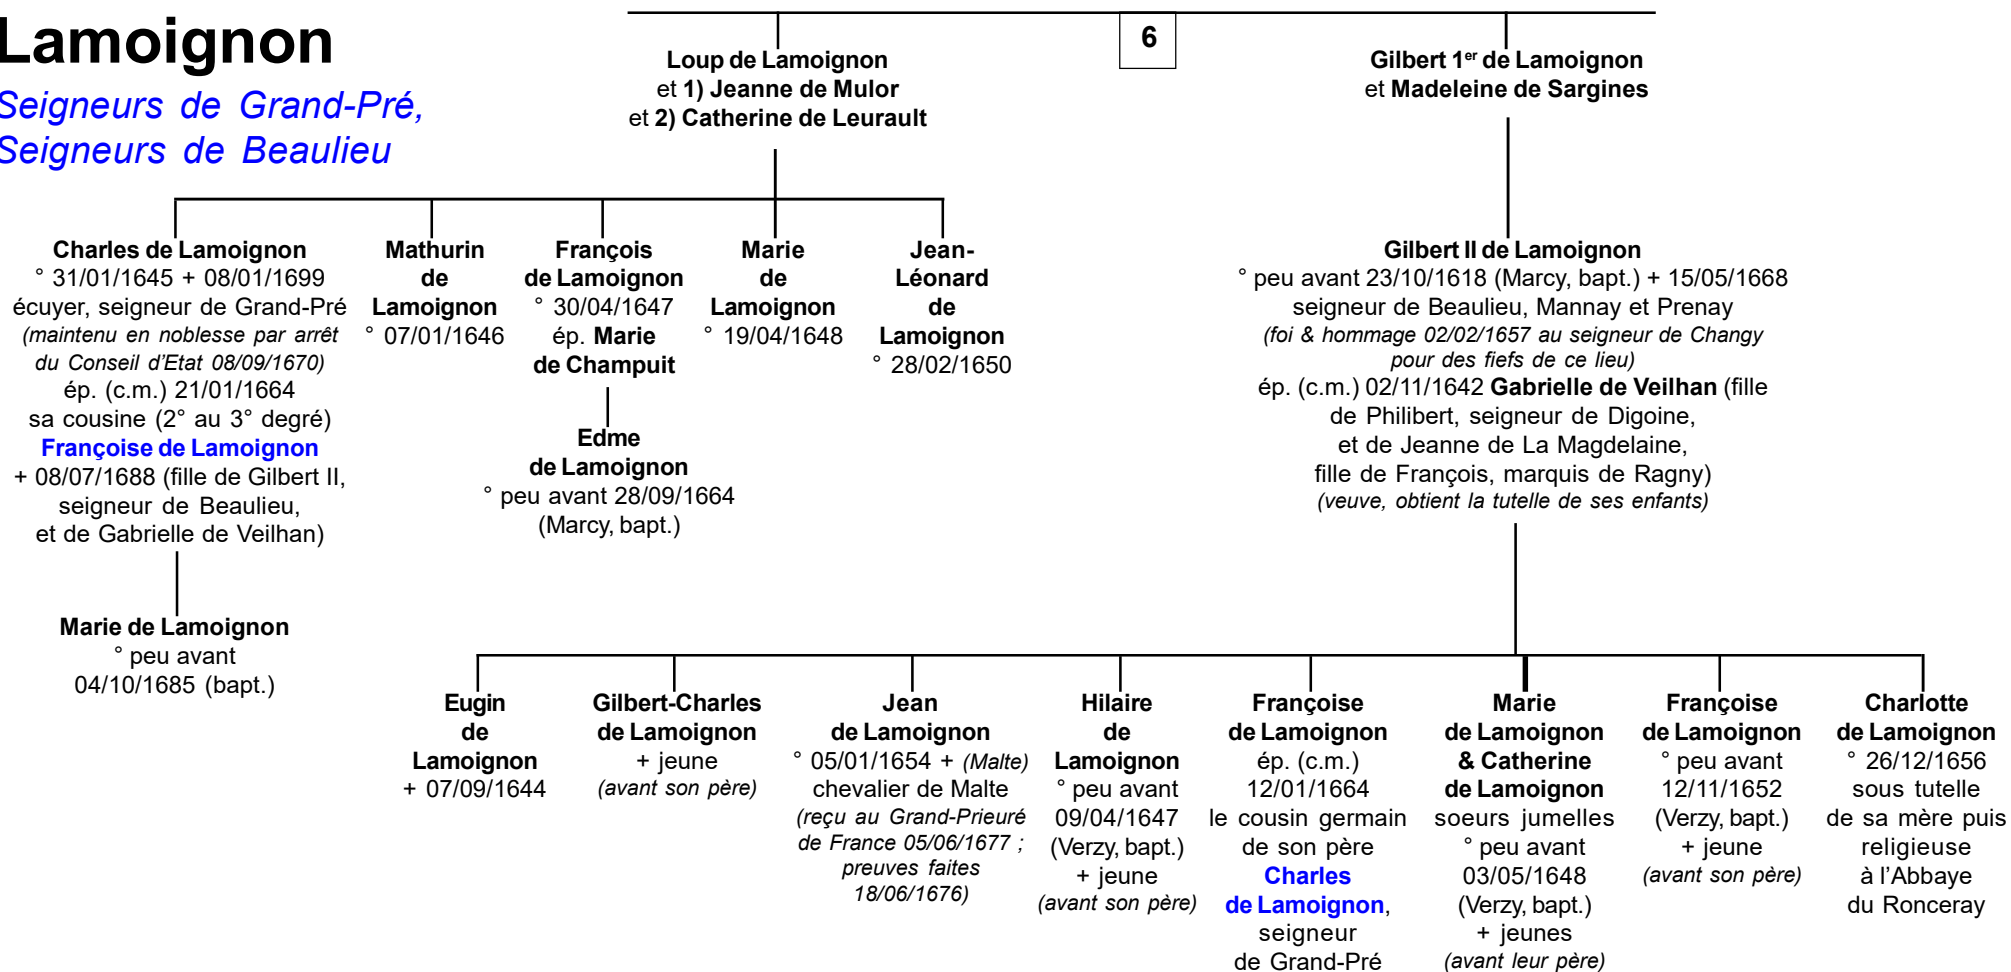 Lamoignon
Seigneurs de Grand-Pré,
Seigneurs de Beaulieu
6
Loup de Lamoignon
et 1) Jeanne de Mulor
et 2) Catherine de Leurault
Gilbert 1er de Lamoignon
et Madeleine de Sargines
Charles de Lamoignon
° 31/01/1645 + 08/01/1699
écuyer, seigneur de Grand-Pré
(maintenu en noblesse par arrêt
du Conseil d'Etat 08/09/1670)
ép. (c.m.) 21/01/1664
sa cousine (2° au 3° degré)
Françoise de Lamoignon
+ 08/07/1688 (fille de Gilbert II,
seigneur de Beaulieu,
et de Gabrielle de Veilhan)
Mathurin
de
Lamoignon
° 07/01/1646
François
de Lamoignon
° 30/04/1647
ép. Marie
de Champuit
Marie
de
Lamoignon
° 19/04/1648
Jean-
Léonard
de
Lamoignon
° 28/02/1650
Gilbert II de Lamoignon
° peu avant 23/10/1618 (Marcy, bapt.) + 15/05/1668
seigneur de Beaulieu, Mannay et Prenay
(foi & hommage 02/02/1657 au seigneur de Changy
pour des fiefs de ce lieu)
ép. (c.m.) 02/11/1642 Gabrielle de Veilhan (fille
de Philibert, seigneur de Digoine,
et de Jeanne de La Magdelaine,
fille de François, marquis de Ragny)
(veuve, obtient la tutelle de ses enfants)
Edme
de Lamoignon
° peu avant 28/09/1664
(Marcy, bapt.)
Marie de Lamoignon
° peu avant
04/10/1685 (bapt.)
Eugin
de
Lamoignon
+ 07/09/1644
Gilbert-Charles
de Lamoignon
+ jeune
(avant son père)
Jean
de Lamoignon
° 05/01/1654 + (Malte)
chevalier de Malte
(reçu au Grand-Prieuré
de France 05/06/1677 ;
preuves faites
18/06/1676)
Hilaire
de
Lamoignon
° peu avant
09/04/1647
(Verzy, bapt.)
+ jeune
(avant son père)
Françoise
de Lamoignon
ép. (c.m.)
12/01/1664
le cousin germain
de son père
Charles
de Lamoignon,
seigneur
de Grand-Pré
Marie
de Lamoignon
& Catherine
de Lamoignon
soeurs jumelles
° peu avant
03/05/1648
(Verzy, bapt.)
+ jeunes
(avant leur père)
Françoise
de Lamoignon
° peu avant
12/11/1652
(Verzy, bapt.)
+ jeune
(avant son père)
Charlotte
de Lamoignon
° 26/12/1656
sous tutelle
de sa mère puis
religieuse
à l'Abbaye
du Ronceray